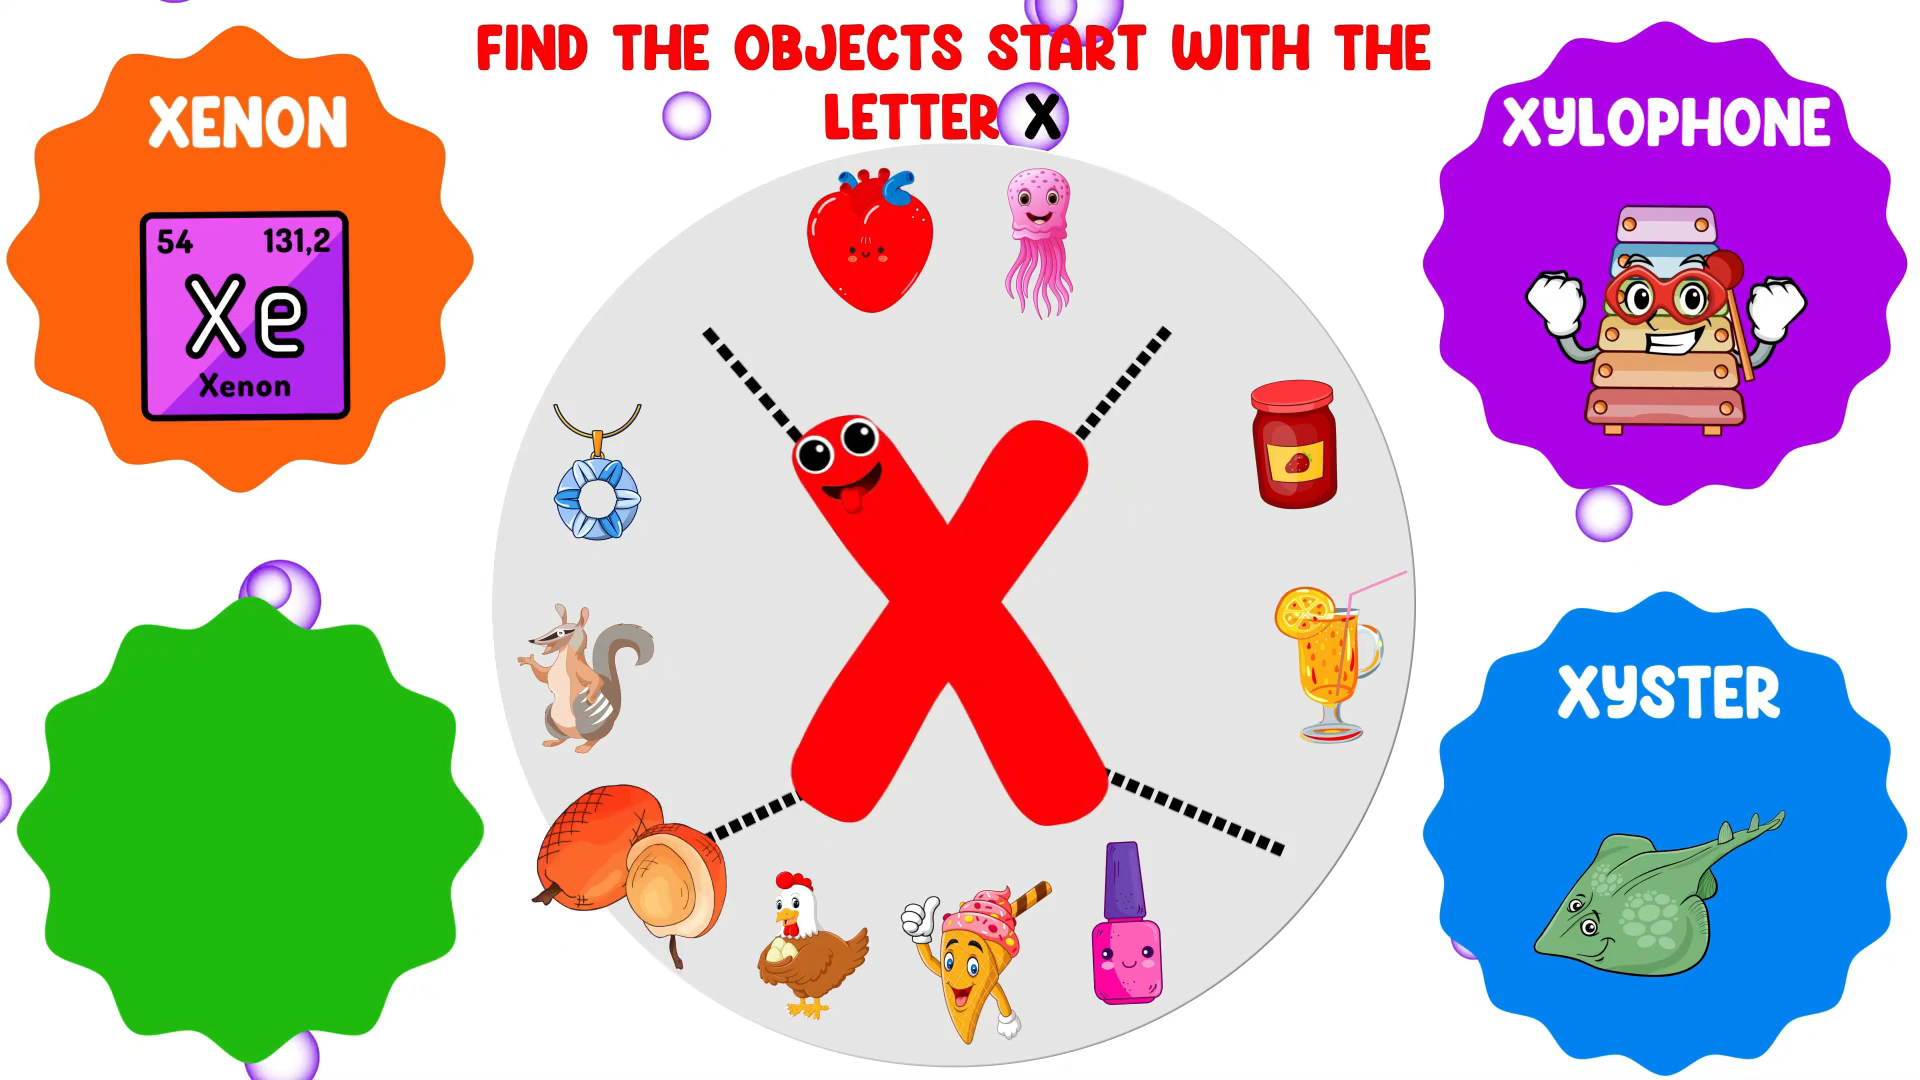 FIND THE OBJECTS START WITH THE
LETTER X
XENON
54 131,2
Xe
Xenon
XYLOPHONE
XYSTER